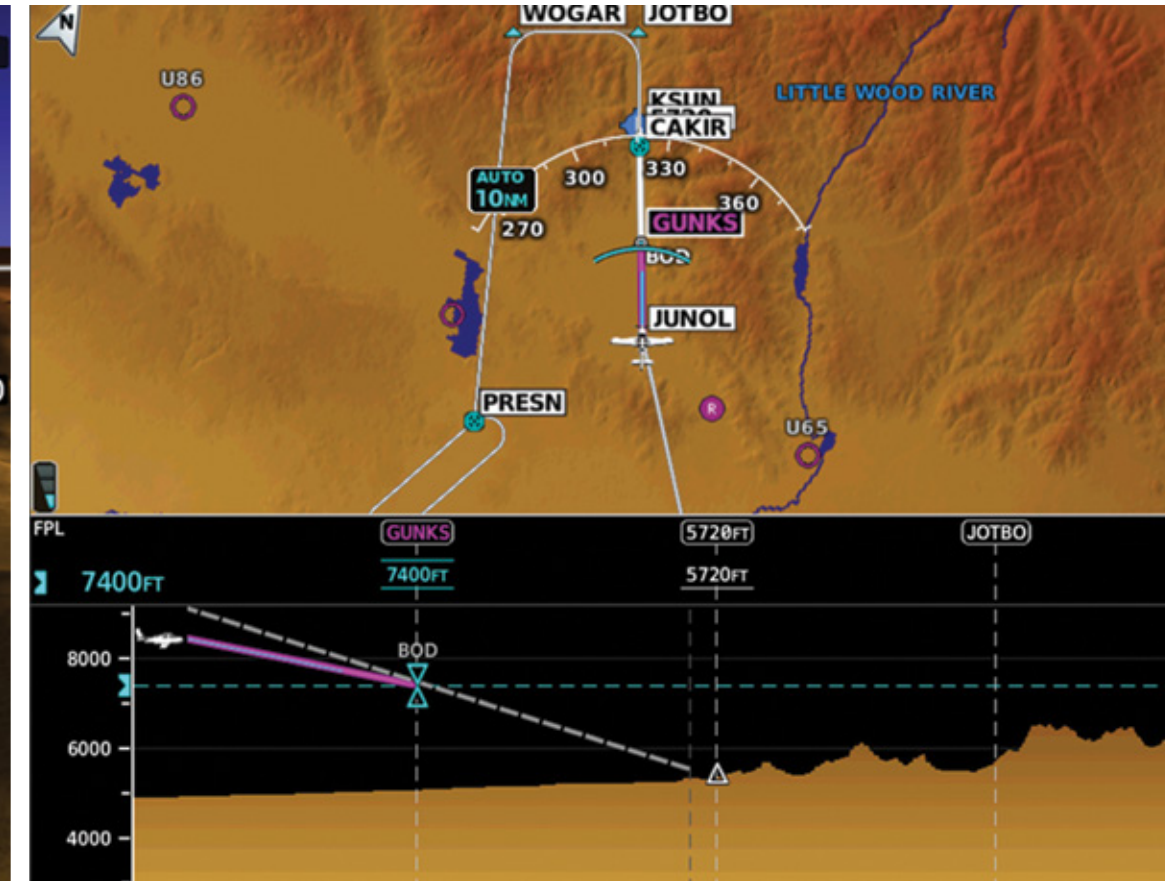 N
WOGAR
JOTBO
U86
LITTLE WOOD RIVER
KSUN
CAKIR
AUTO
10NM
300
330
360
270
GUNKS
BOD
JUNOL
PRESN
R
U65
FPL
GUNKS
5720FT
JOTBO
7400FT
7400FT
5720FT
BOD
8000
6000
4000